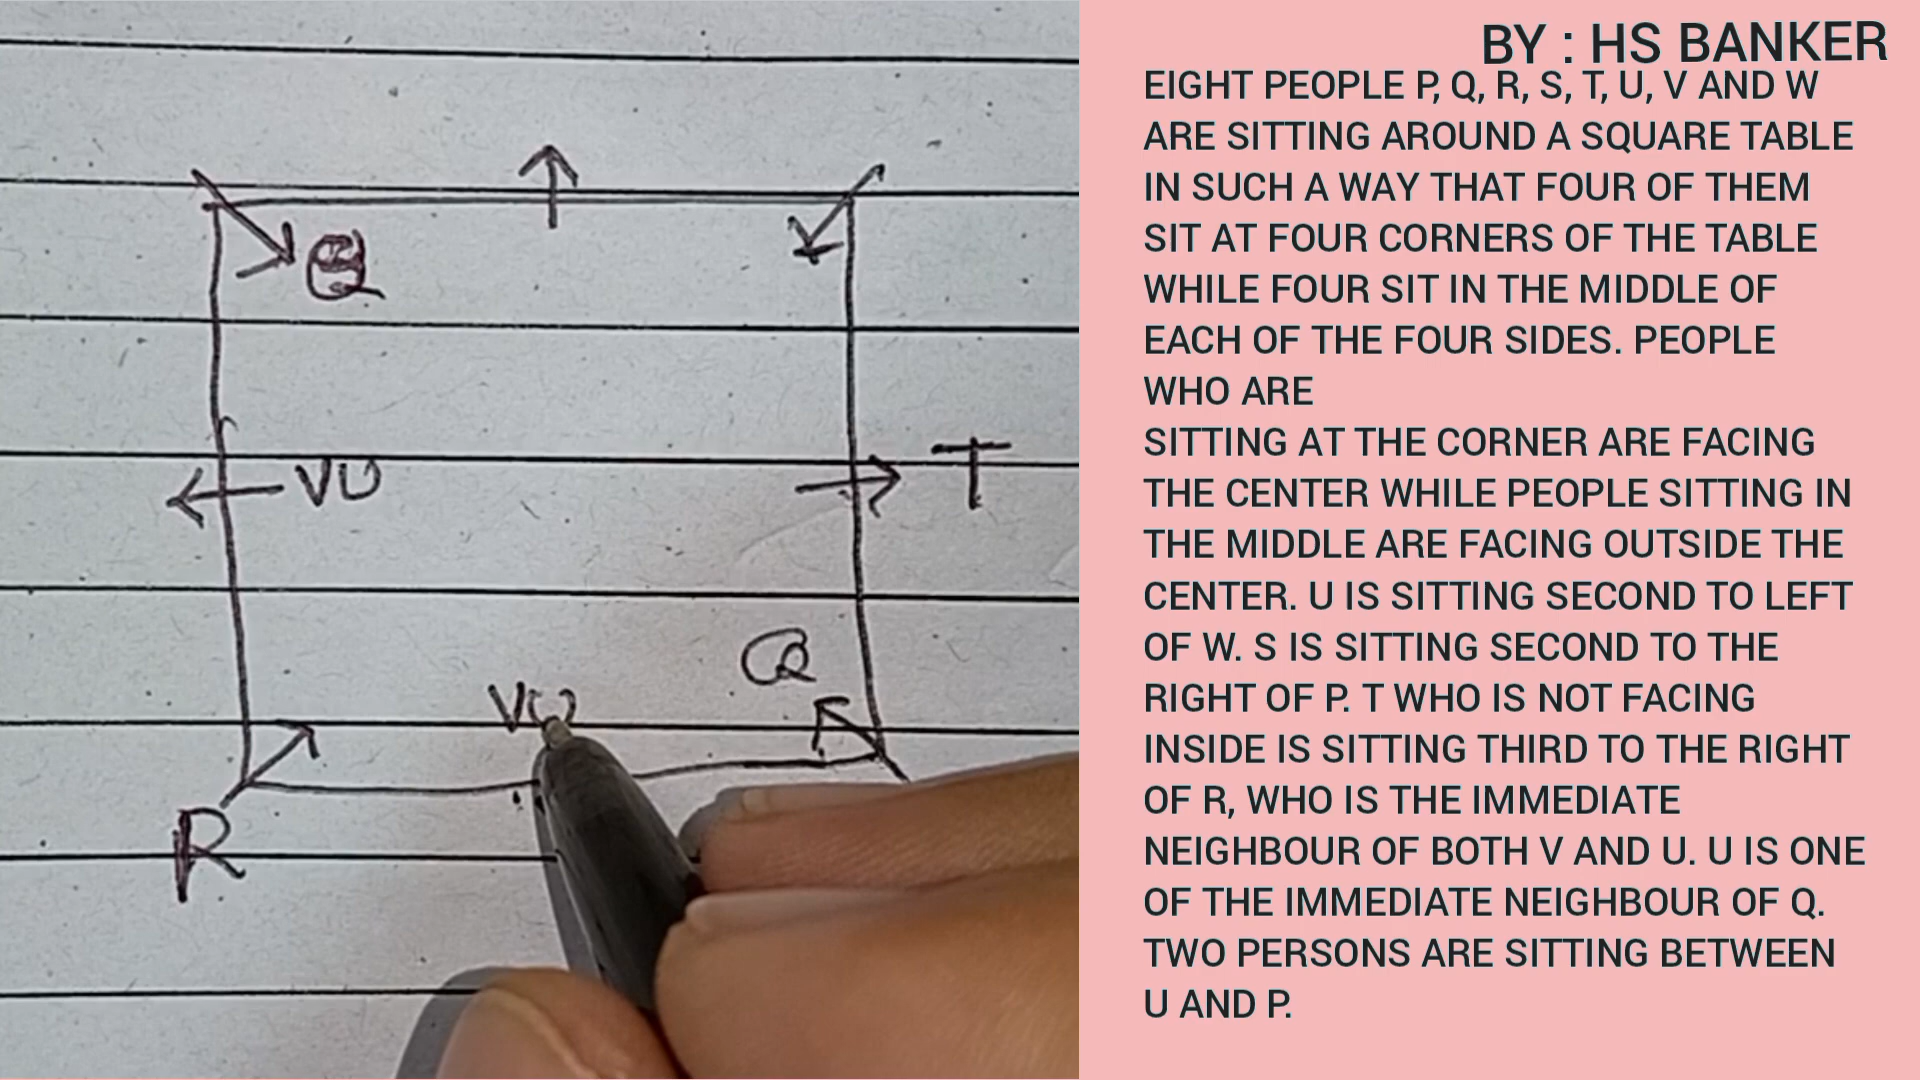 BY : HS BANKER
EIGHT PEOPLE P, Q, R, S, T, U, V AND W
ARE SITTING AROUND A SQUARE TABLE
IN SUCH A WAY THAT FOUR OF THEM
SIT AT FOUR CORNERS OF THE TABLE
WHILE FOUR SIT IN THE MIDDLE OF
EACH OF THE FOUR SIDES. PEOPLE
WHO ARE
SITTING AT THE CORNER ARE FACING
THE CENTER WHILE PEOPLE SITTING IN
THE MIDDLE ARE FACING OUTSIDE THE
CENTER. U IS SITTING SECOND TO LEFT
OF W. S IS SITTING SECOND TO THE
RIGHT OF P. T WHO IS NOT FACING
INSIDE IS SITTING THIRD TO THE RIGHT
OF R, WHO IS THE IMMEDIATE
NEIGHBOUR OF BOTH V AND U. U IS ONE
OF THE IMMEDIATE NEIGHBOUR OF Q.
TWO PERSONS ARE SITTING BETWEEN
U AND P.
Q
VU
T
Q
VU
R